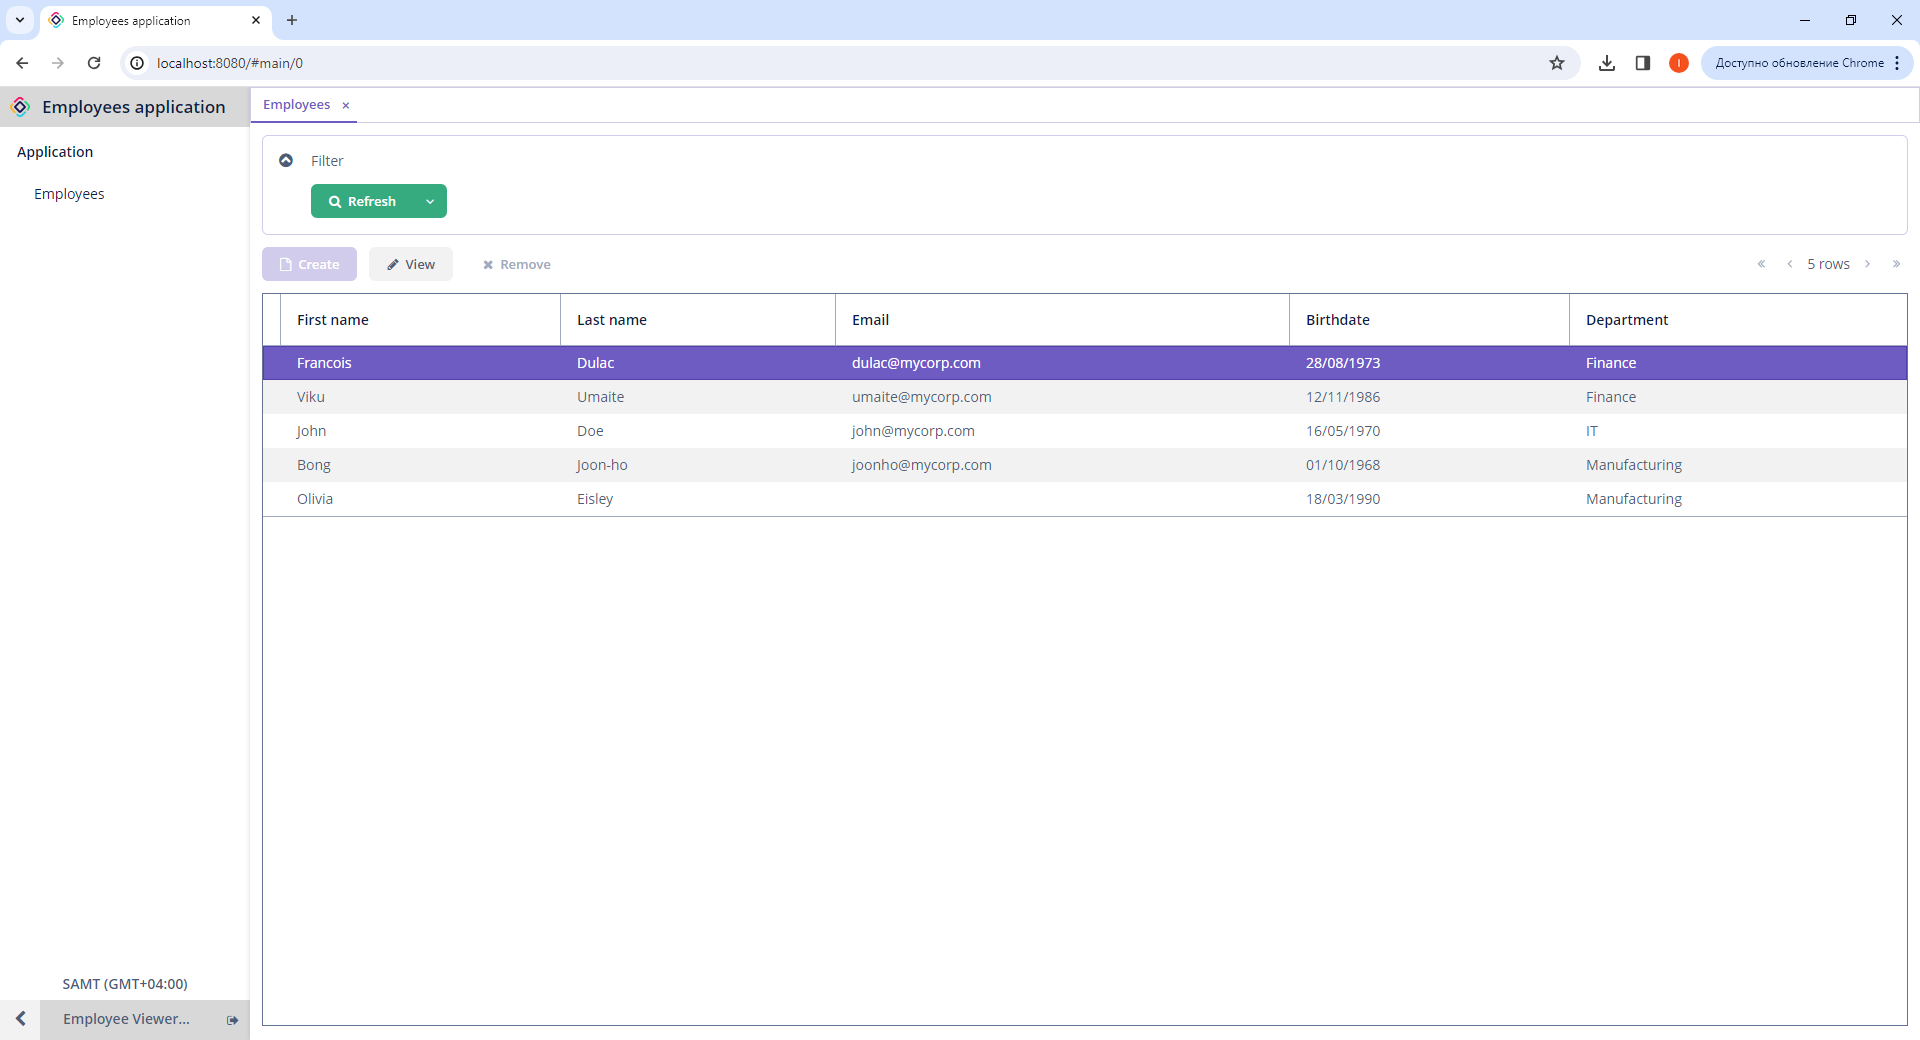 Employees application
localhost:8080/#main/0
Доступно обновление Chrome
Employees application
Employees
Application
Employees
Filter
Refresh
Create View Remove 5 rows
First name Last name Email Birthdate Department
Francois Dulac dulac@mycorp.com 28/08/1973 Finance
Viku Umaite umaite@mycorp.com 12/11/1986 Finance
John Doe john@mycorp.com 16/05/1970 IT
Bong Joon-ho joonho@mycorp.com 01/10/1968 Manufacturing
Olivia Eisley 18/03/1990 Manufacturing
SAMT (GMT+04:00)
Employee Viewer...